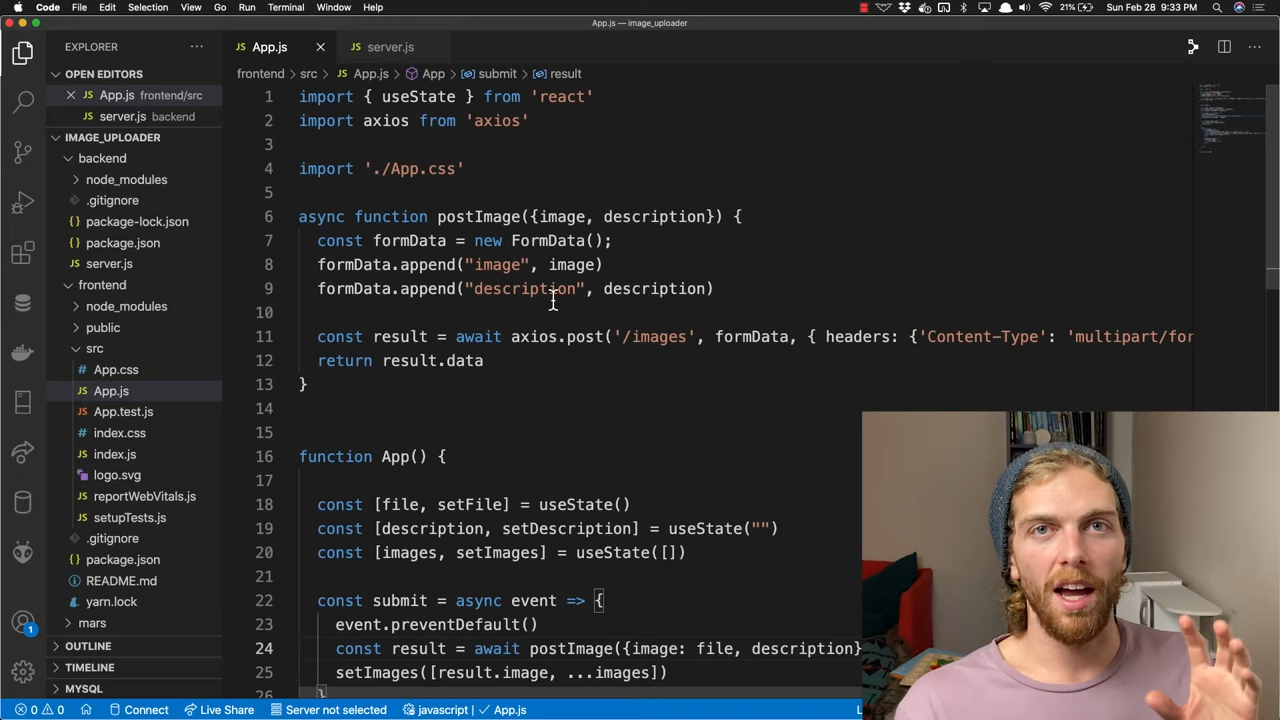 Code File Edit Selection View Go Run Terminal Window Help 21% Sun Feb 28 9:33 PM
App.js — image_uploader
EXPLORER
App.js
server.js
OPEN EDITORS
App.js frontend/src
server.js backend
IMAGE_UPLOADER
backend
node_modules
.gitignore
package-lock.json
package.json
server.js
frontend
node_modules
public
src
App.css
App.js
App.test.js
index.css
index.js
logo.svg
reportWebVitals.js
setupTests.js
.gitignore
package.json
README.md
yarn.lock
mars
OUTLINE
TIMELINE
MYSQL
frontend > src > JS App.js > App > submit > result
1 import { useState } from 'react'
2 import axios from 'axios'
3
4 import './App.css'
5
6 async function postImage({image, description}) {
7 const formData = new FormData();
8 formData.append("image", image)
9 formData.append("description", description)
10
11 const result = await axios.post('/images', formData, { headers: {'Content-Type': 'multipart/for
12 return result.data
13 }
14
15
16 function App() {
17
18 const [file, setFile] = useState()
19 const [description, setDescription] = useState("")
20 const [images, setImages] = useState([])
21
22 const submit = async event => {
23 event.preventDefault()
24 const result = await postImage({image: file, description}
25 setImages([result.image, ...images])
26 }
0 0 Connect Live Share Server not selected javascript | App.js